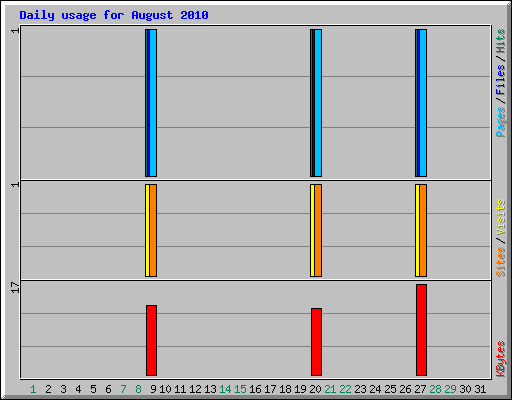 Daily usage for August 2010
1
Pages / Files / Hits
1
Sites / Visits
17
KBytes
1 2 3 4 5 6 7 8 9 10 11 12 13 14 15 16 17 18 19 20 21 22 23 24 25 26 27 28 29 30 31